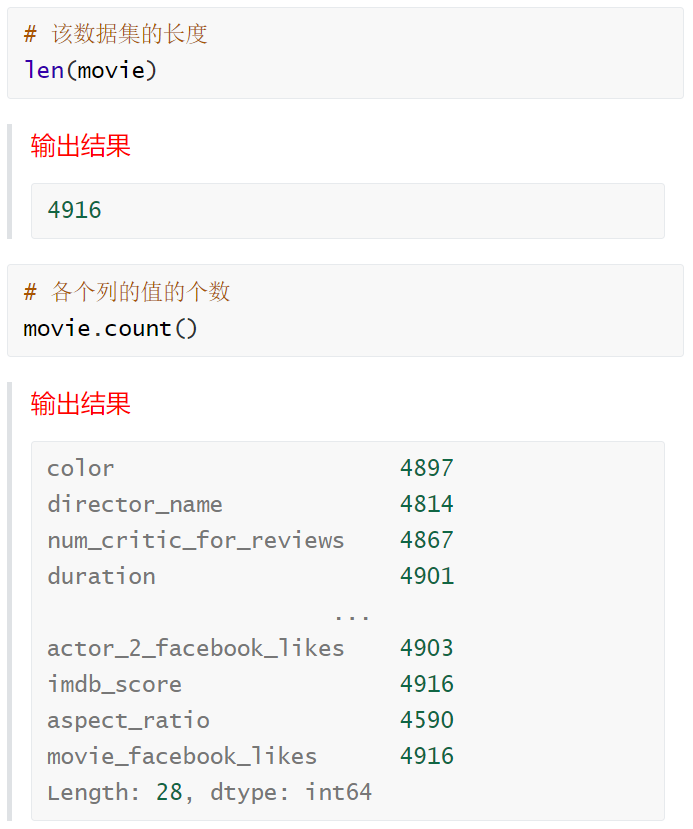 # 该数据集的长度
len(movie)
输出结果
4916
# 各个列的值的个数
movie.count()
输出结果
color 4897
director_name 4814
num_critic_for_reviews 4867
duration 4901
...
actor_2_facebook_likes 4903
imdb_score 4916
aspect_ratio 4590
movie_facebook_likes 4916
Length: 28, dtype: int64